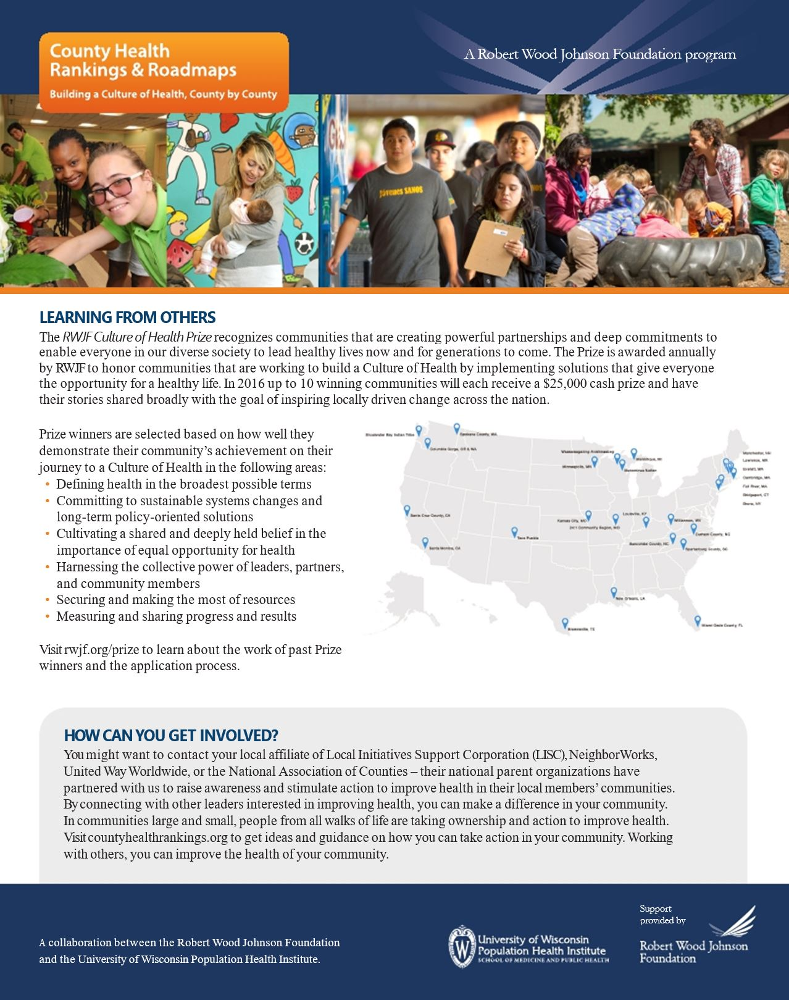 County Health
Rankings & Roadmaps
Building a Culture of Health, County by County
A Robert Wood Johnson Foundation program
Jóvenes SANOS
LEARNING FROM OTHERS
The RWJF Culture of Health Prize recognizes communities that are creating powerful partnerships and deep commitments to
enable everyone in our diverse society to lead healthy lives now and for generations to come. The Prize is awarded annually
by RWJF to honor communities that are working to build a Culture of Health by implementing solutions that give everyone
the opportunity for a healthy life. In 2016 up to 10 winning communities will each receive a $25,000 cash prize and have
their stories shared broadly with the goal of inspiring locally driven change across the nation.
Prize winners are selected based on how well they
demonstrate their community’s achievement on their
journey to a Culture of Health in the following areas:
• Defining health in the broadest possible terms
• Committing to sustainable systems changes and
long-term policy-oriented solutions
• Cultivating a shared and deeply held belief in the
importance of equal opportunity for health
• Harnessing the collective power of leaders, partners,
and community members
• Securing and making the most of resources
• Measuring and sharing progress and results
Visit rwjf.org/prize to learn about the work of past Prize
winners and the application process.
Spokane County, WA
Columbia Gorge, OR & WA
Minneapolis, MN
Menominee Nation
Lawrence, MA
Everett, MA
Cambridge, MA
Fall River, MA
Bridgeport, CT
Bronx, NY
Santa Cruz County, CA
Santa Monica, CA
Taos Pueblo
Kansas City, MO
24:1 Community Region, MO
Louisville, KY
Williamson, WV
Durham County, NC
Buncombe County, NC
Spartanburg County, SC
New Orleans, LA
Brownsville, TX
Miami-Dade County, FL
HOW CAN YOU GET INVOLVED?
You might want to contact your local affiliate of Local Initiatives Support Corporation (LISC), NeighborWorks,
United Way Worldwide, or the National Association of Counties – their national parent organizations have
partnered with us to raise awareness and stimulate action to improve health in their local members’ communities.
By connecting with other leaders interested in improving health, you can make a difference in your community.
In communities large and small, people from all walks of life are taking ownership and action to improve health.
Visit countyhealthrankings.org to get ideas and guidance on how you can take action in your community. Working
with others, you can improve the health of your community.
A collaboration between the Robert Wood Johnson Foundation
and the University of Wisconsin Population Health Institute.
W
University of Wisconsin
Population Health Institute
SCHOOL OF MEDICINE AND PUBLIC HEALTH
Support
provided by
Robert Wood Johnson
Foundation